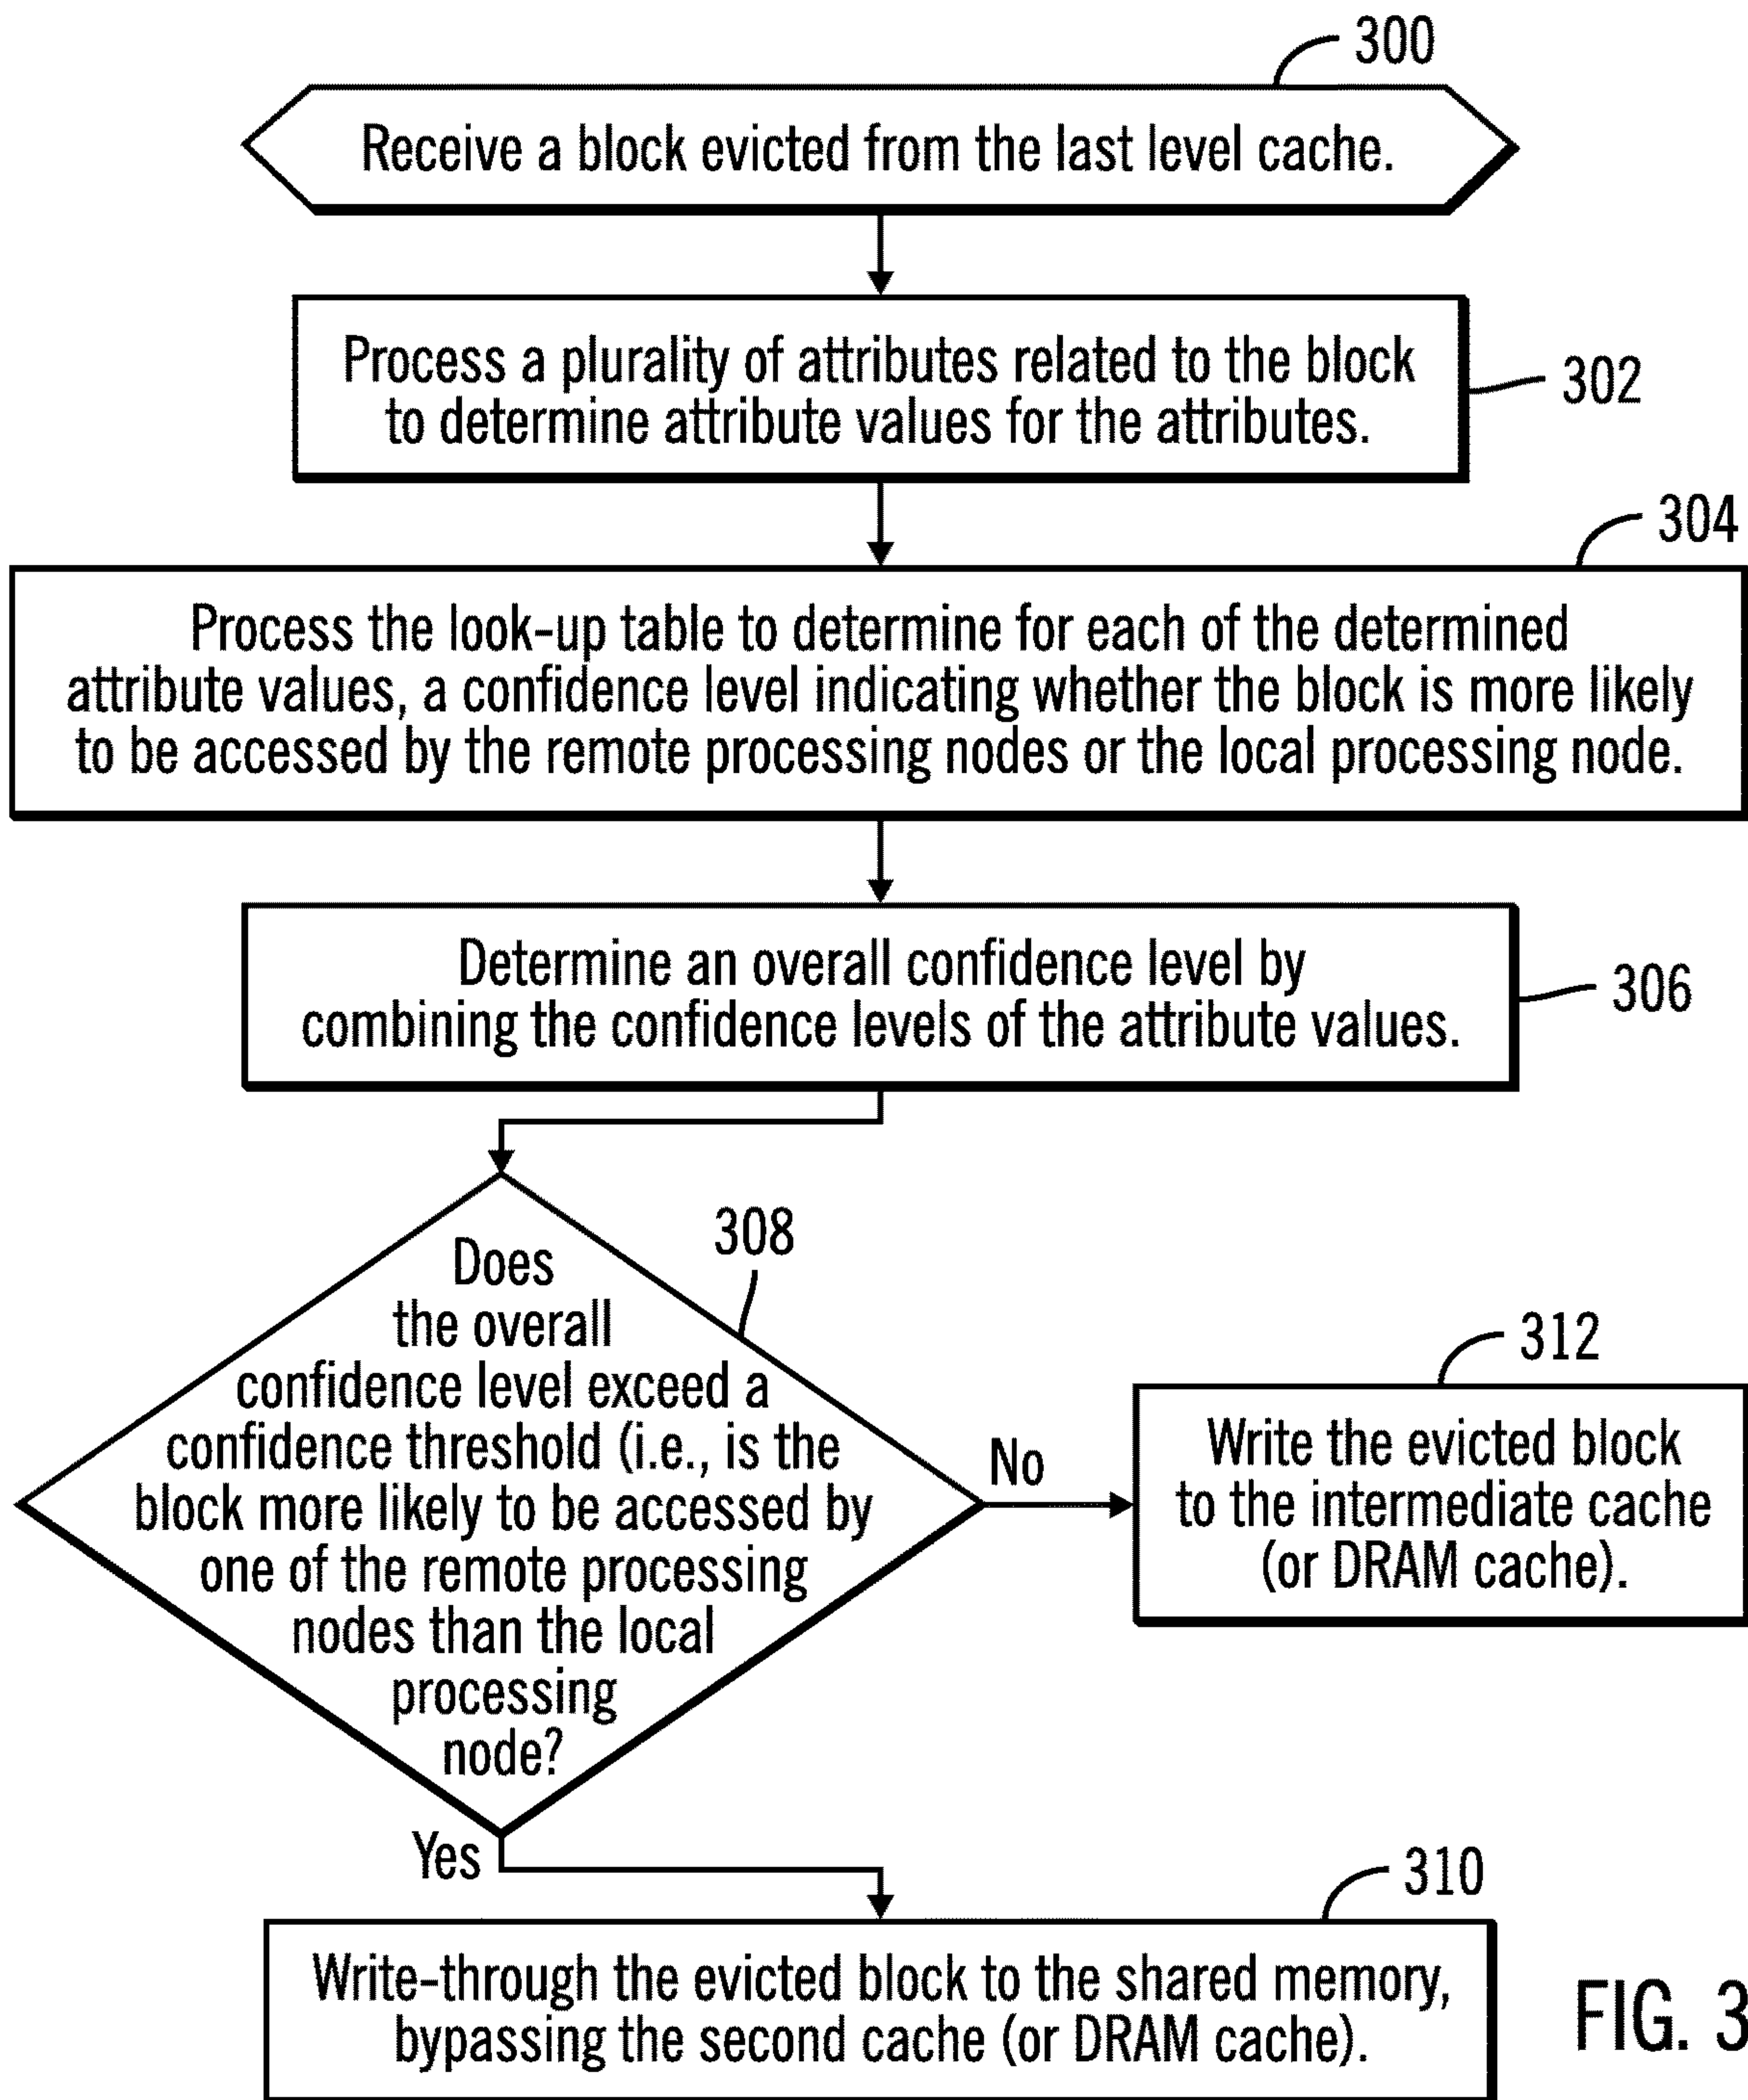 300
Receive a block evicted from the last level cache.
Process a plurality of attributes related to the block
to determine attribute values for the attributes.
302
304
Process the look-up table to determine for each of the determined
attribute values, a confidence level indicating whether the block is more likely
to be accessed by the remote processing nodes or the local processing node.
Determine an overall confidence level by
combining the confidence levels of the attribute values.
306
308
Does
the overall
confidence level exceed a
confidence threshold (i.e., is the
block more likely to be accessed by
one of the remote processing
nodes than the local
processing
node?
No
312
Write the evicted block
to the intermediate cache
(or DRAM cache).
Yes
310
Write-through the evicted block to the shared memory,
bypassing the second cache (or DRAM cache).
FIG. 3